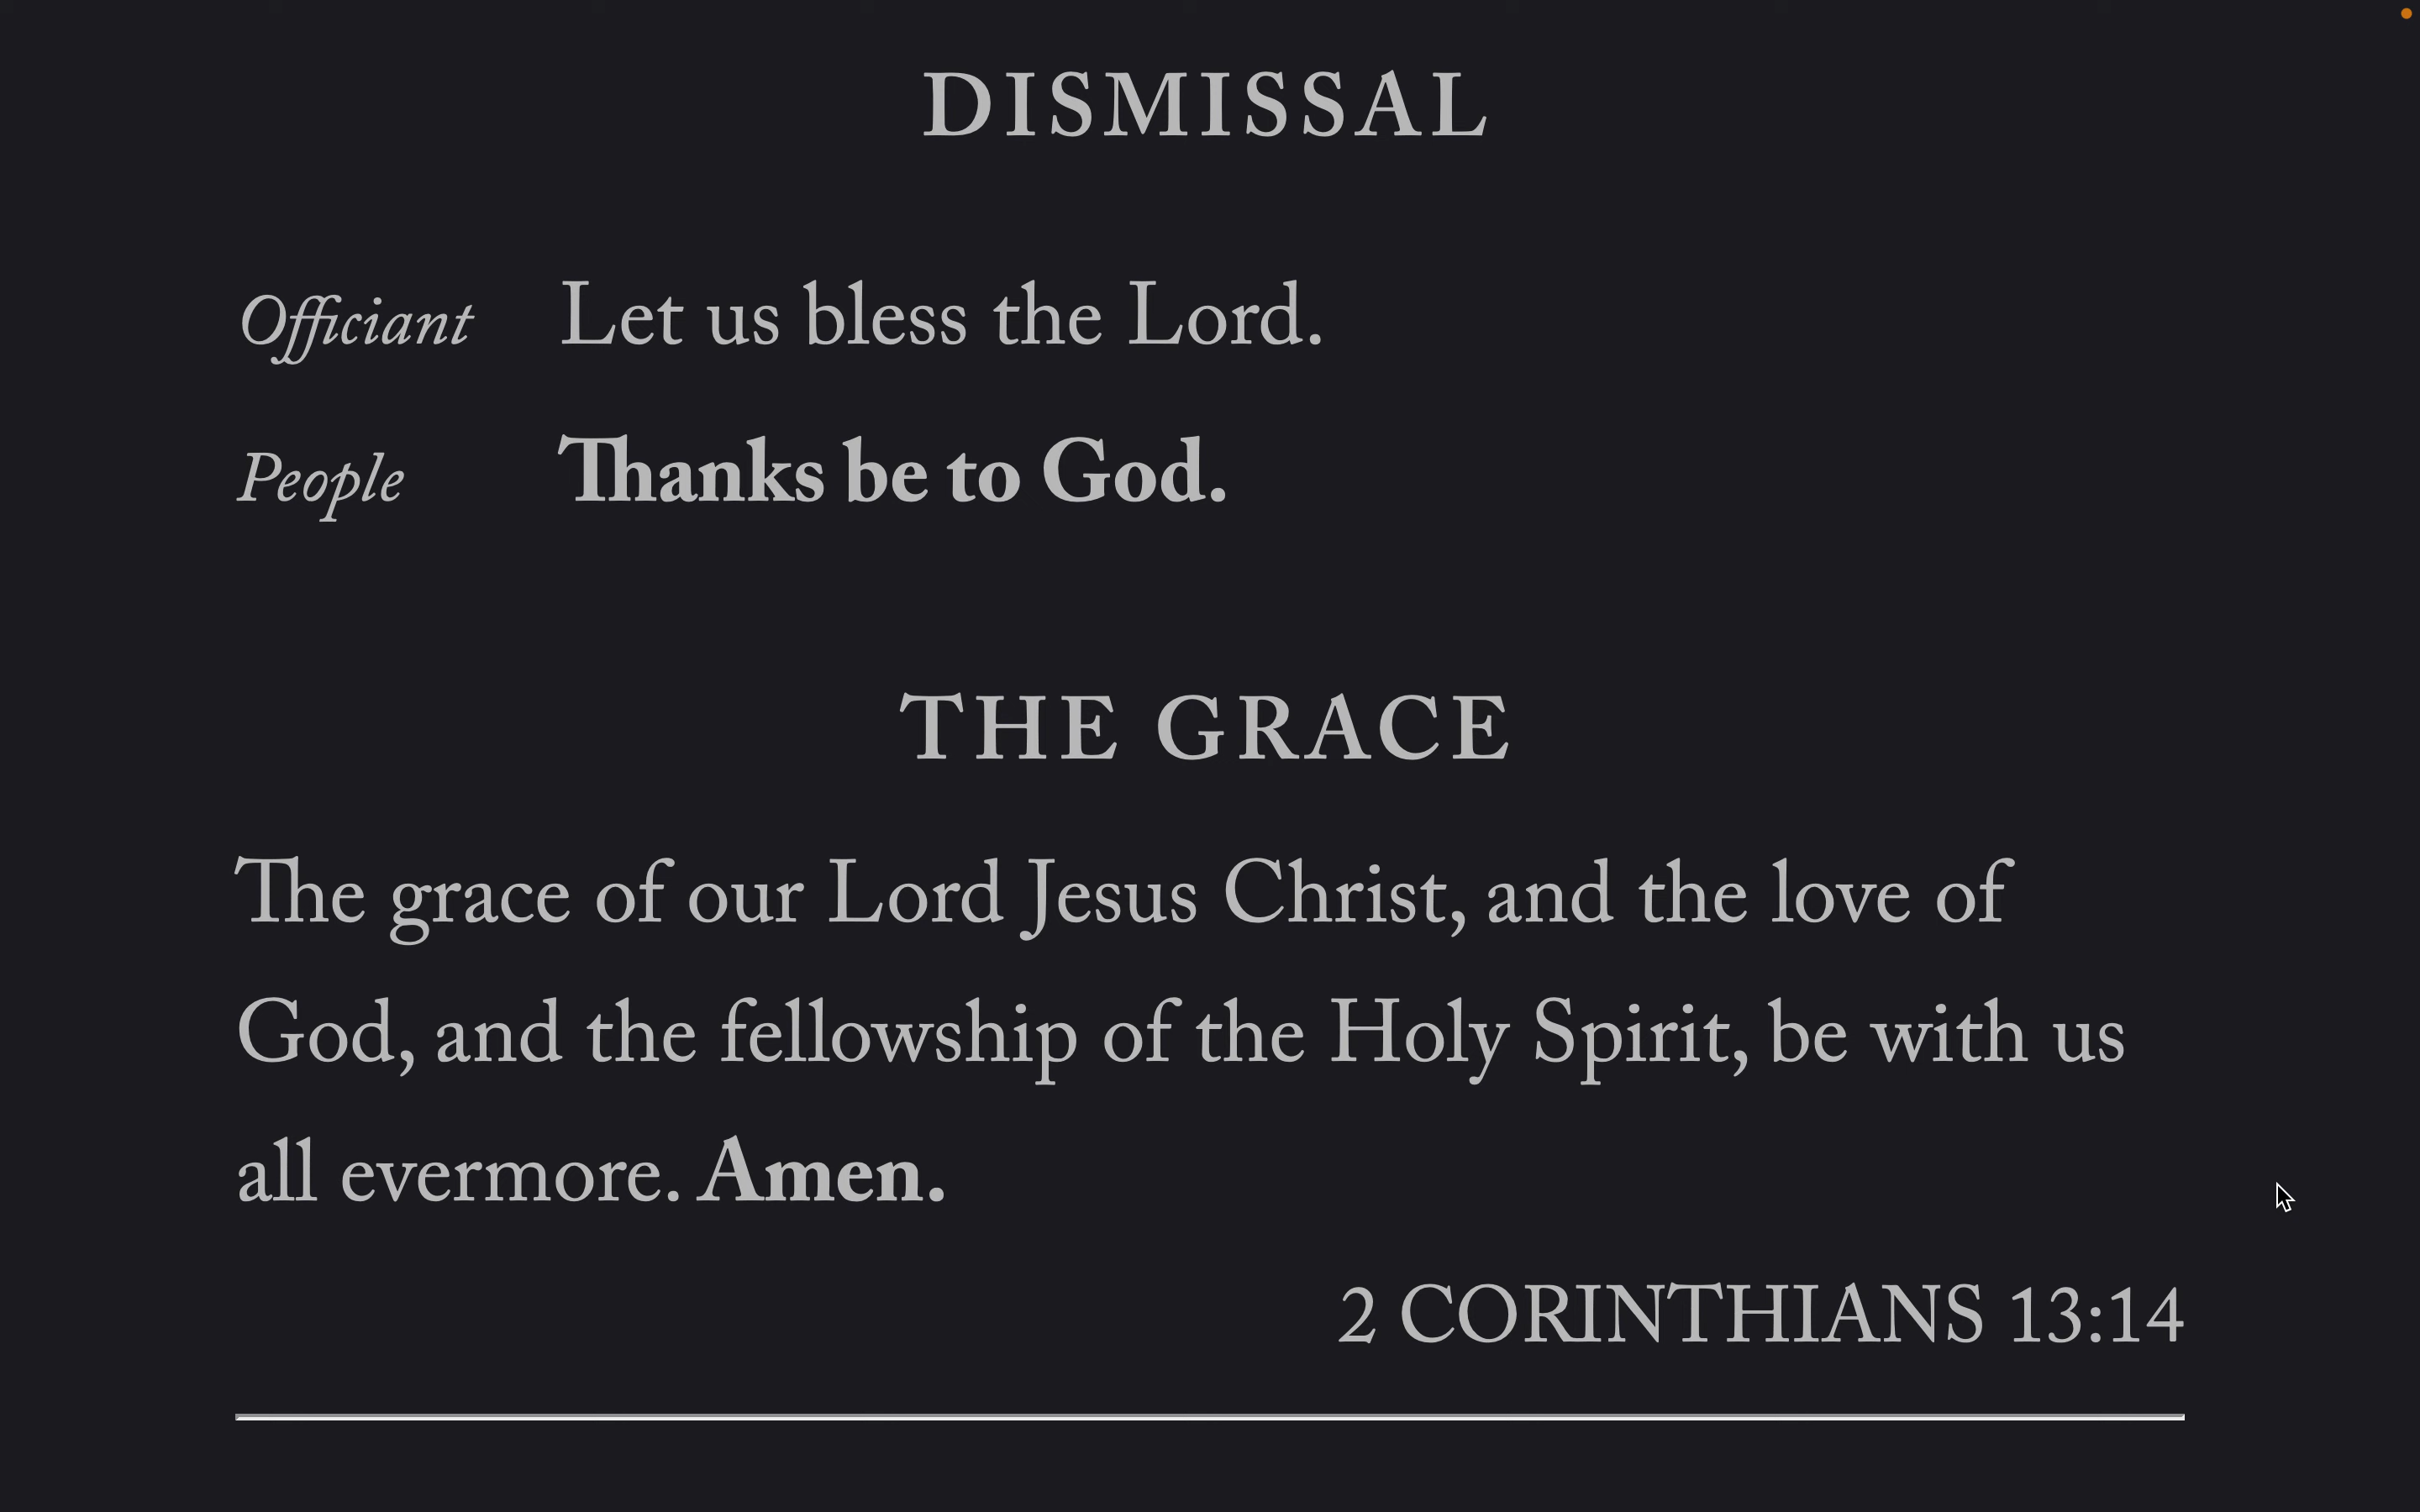 DISMISSAL
Officiant Let us bless the Lord.
People Thanks be to God.
THE GRACE
The grace of our Lord Jesus Christ, and the love of
God, and the fellowship of the Holy Spirit, be with us
all evermore. Amen.
2 CORINTHIANS 13:14